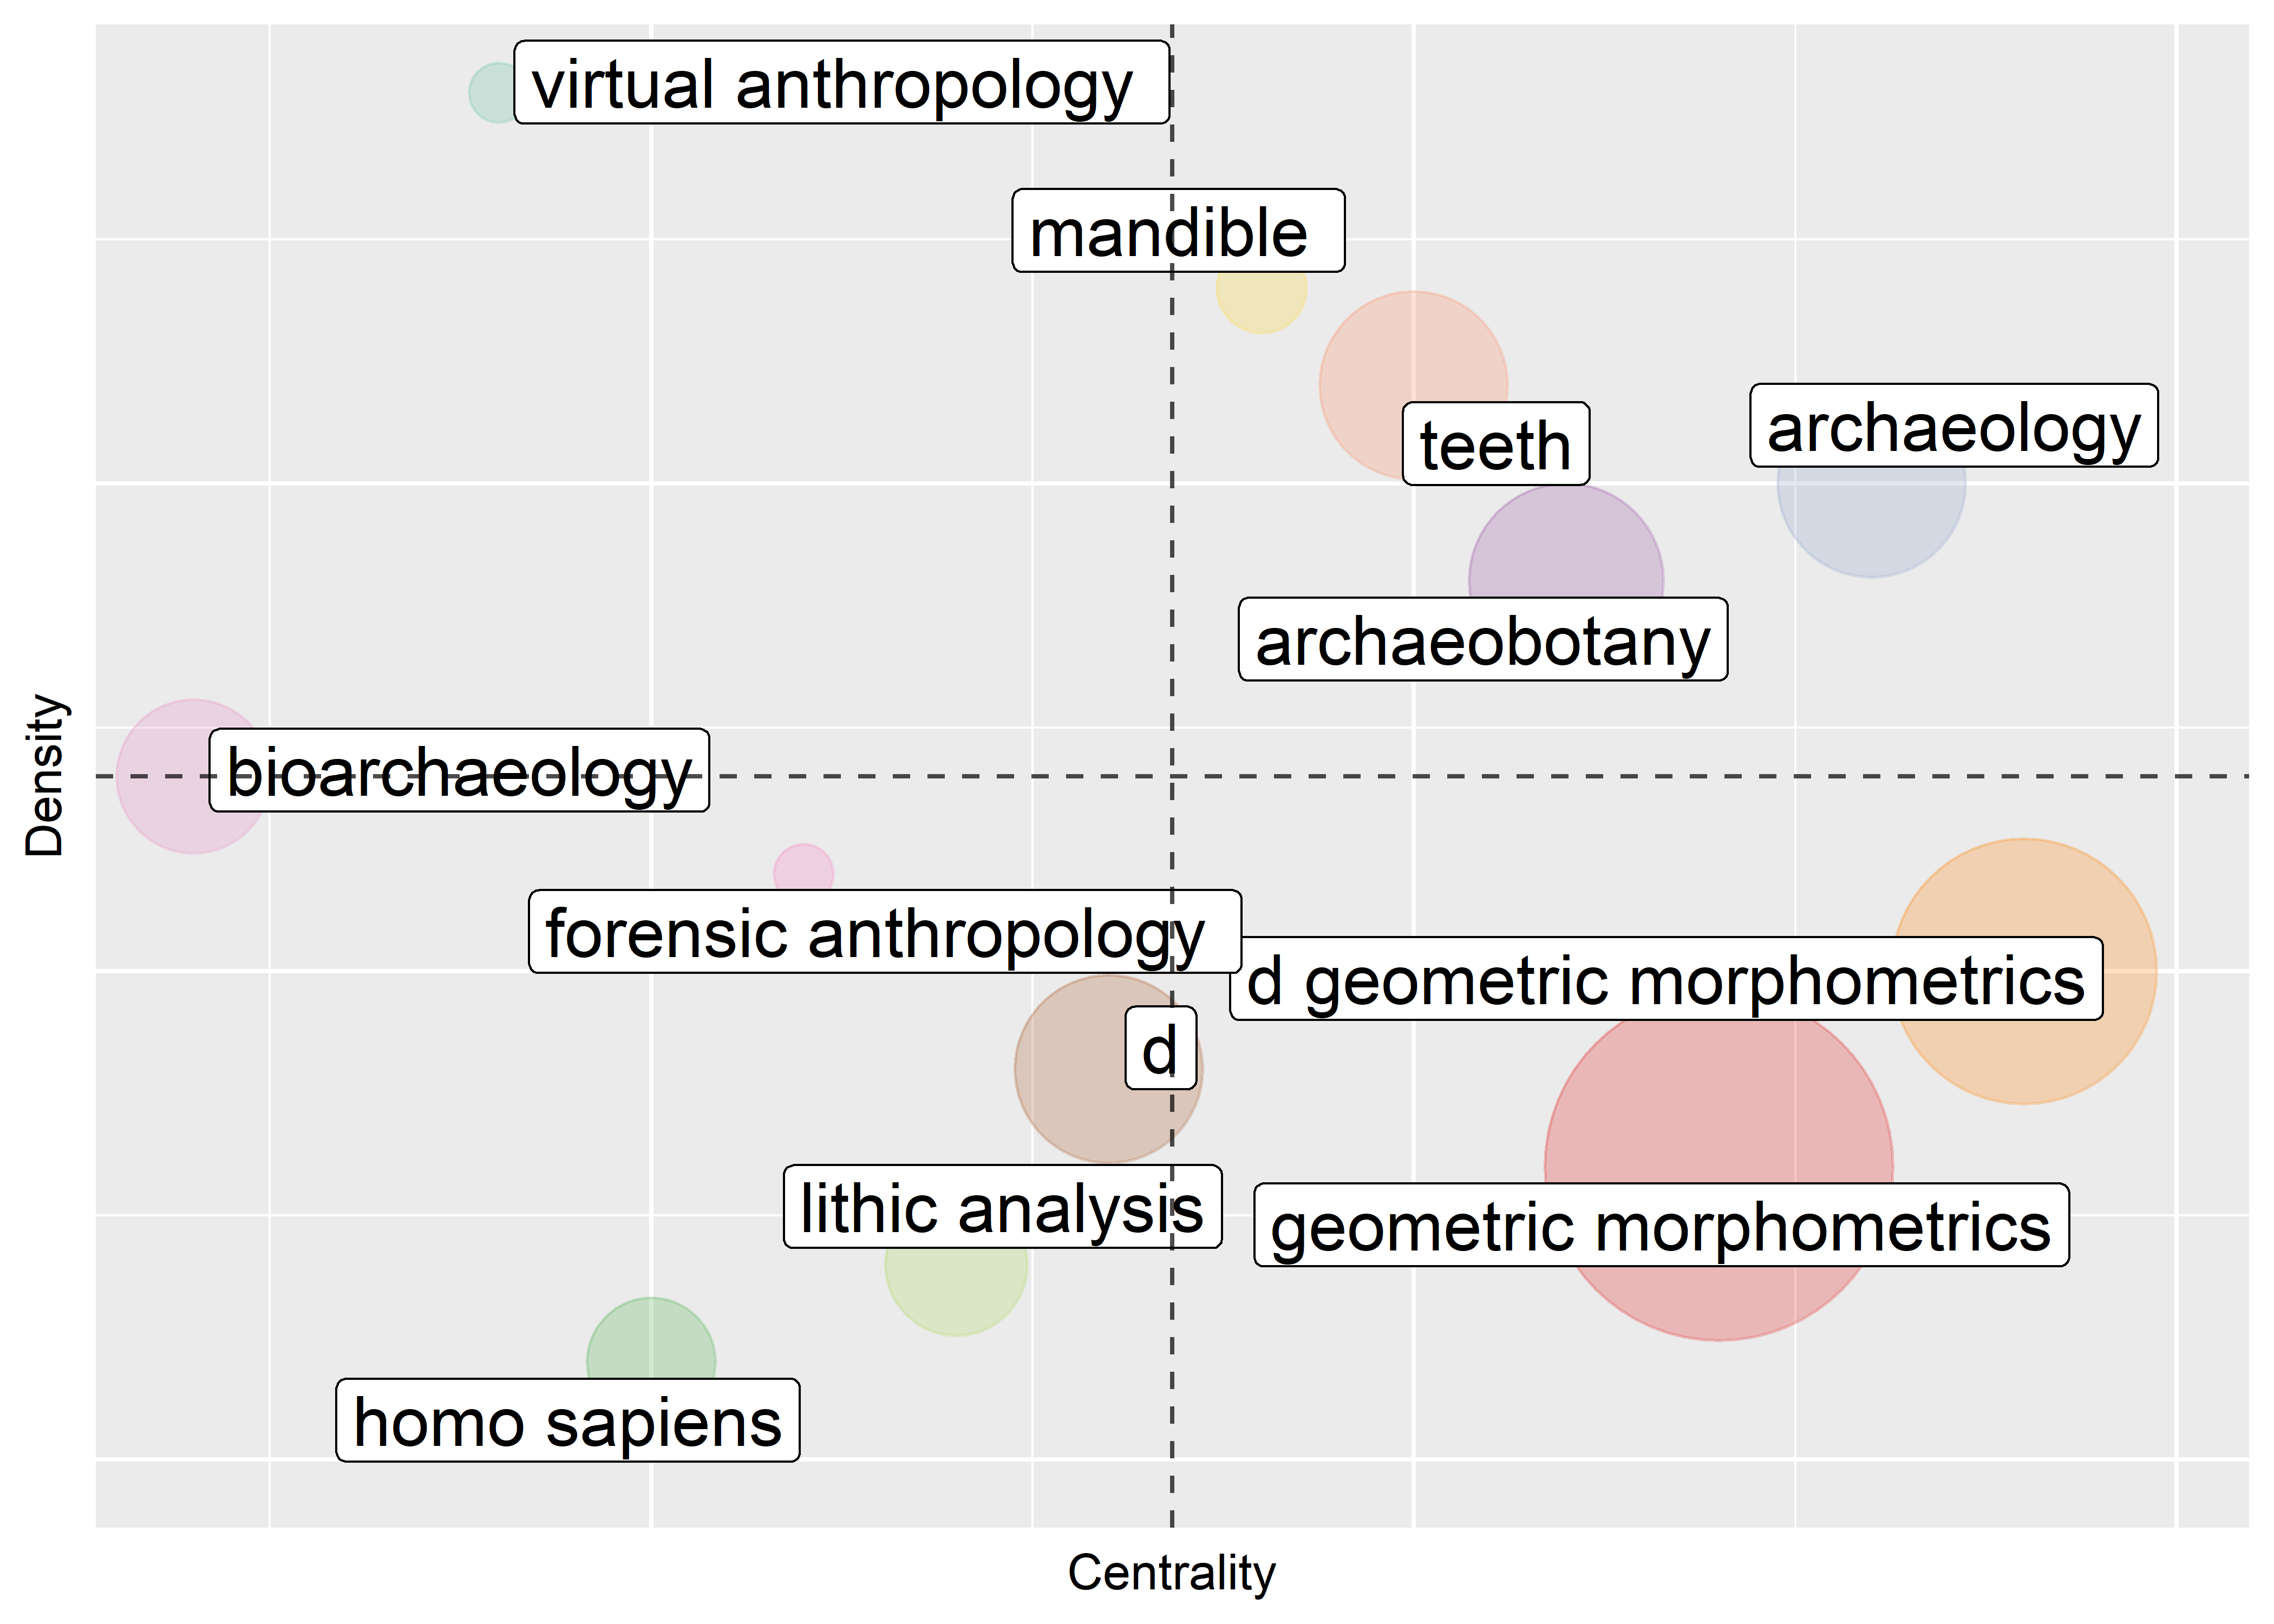 virtual anthropology
mandible
archaeology
teeth
archaeobotany
Density
bioarchaeology
forensic anthropology
d geometric morphometrics
d
lithic analysis
geometric morphometrics
homo sapiens
Centrality